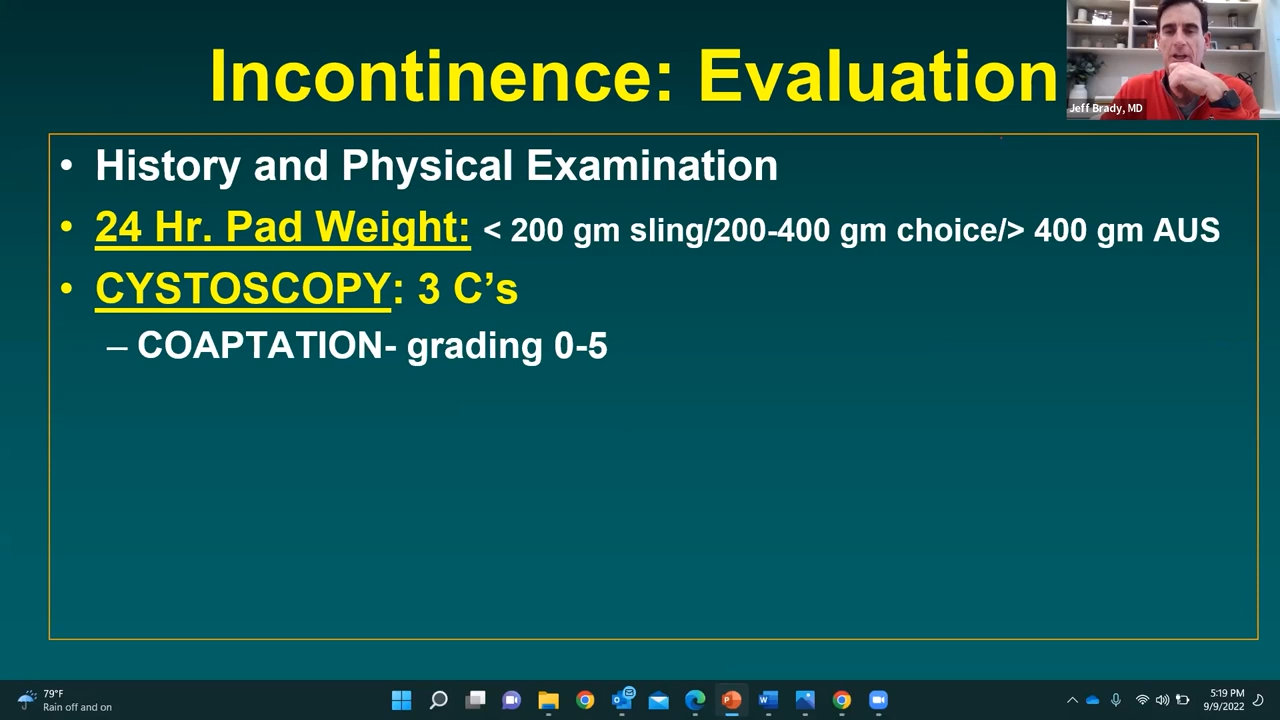 Incontinence: Evaluation
Jeff Brady, MD
• History and Physical Examination
• 24 Hr. Pad Weight: < 200 gm sling/200-400 gm choice/> 400 gm AUS
• CYSTOSCOPY: 3 C’s
– COAPTATION- grading 0-5
79°F
Rain off and on
5:19 PM
9/9/2022